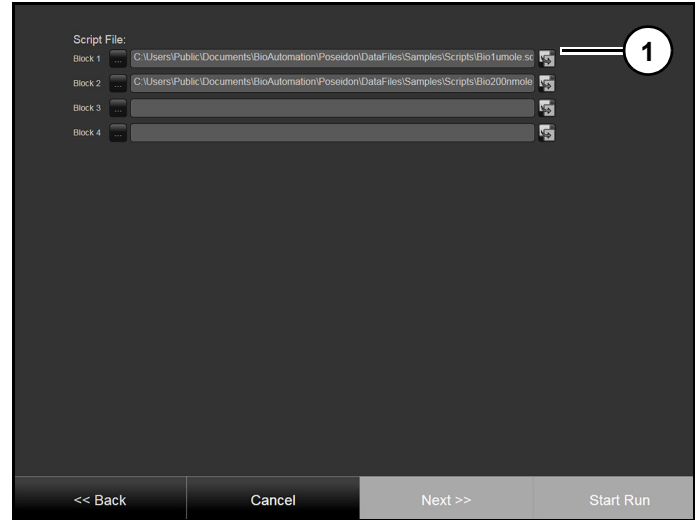 Script File:
Block 1 ... C:\Users\Public\Documents\BioAutomation\Poseidon\DataFiles\Samples\Scripts\Bio1umole.sc
1
Block 2 ... C:\Users\Public\Documents\BioAutomation\Poseidon\DataFiles\Samples\Scripts\Bio200nmole
Block 3 ...
Block 4 ...
<< Back Cancel Next >> Start Run